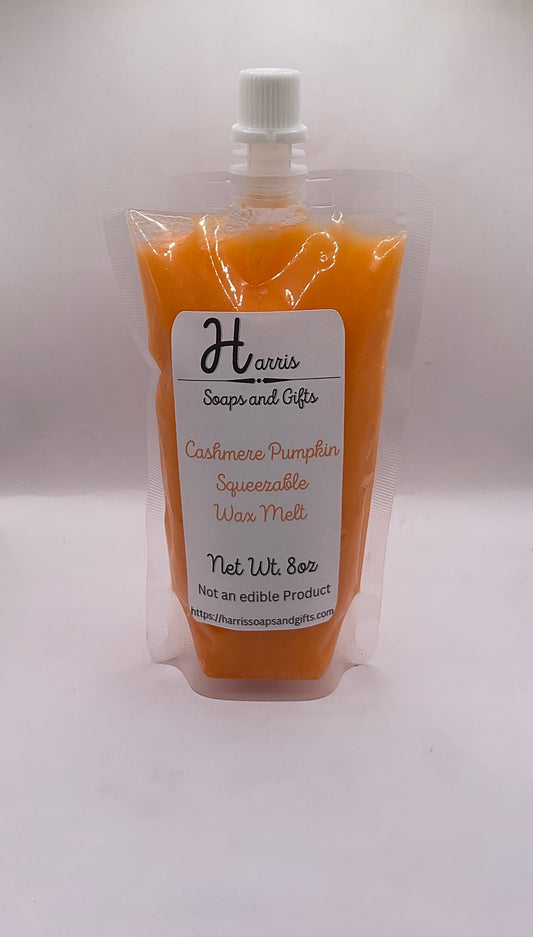 Harris
Soaps and Gifts
Cashmere Pumpkin
Squeezable
Wax Melt
Net Wt. 8oz
Not an edible Product
https://harrissoapsandgifts.com